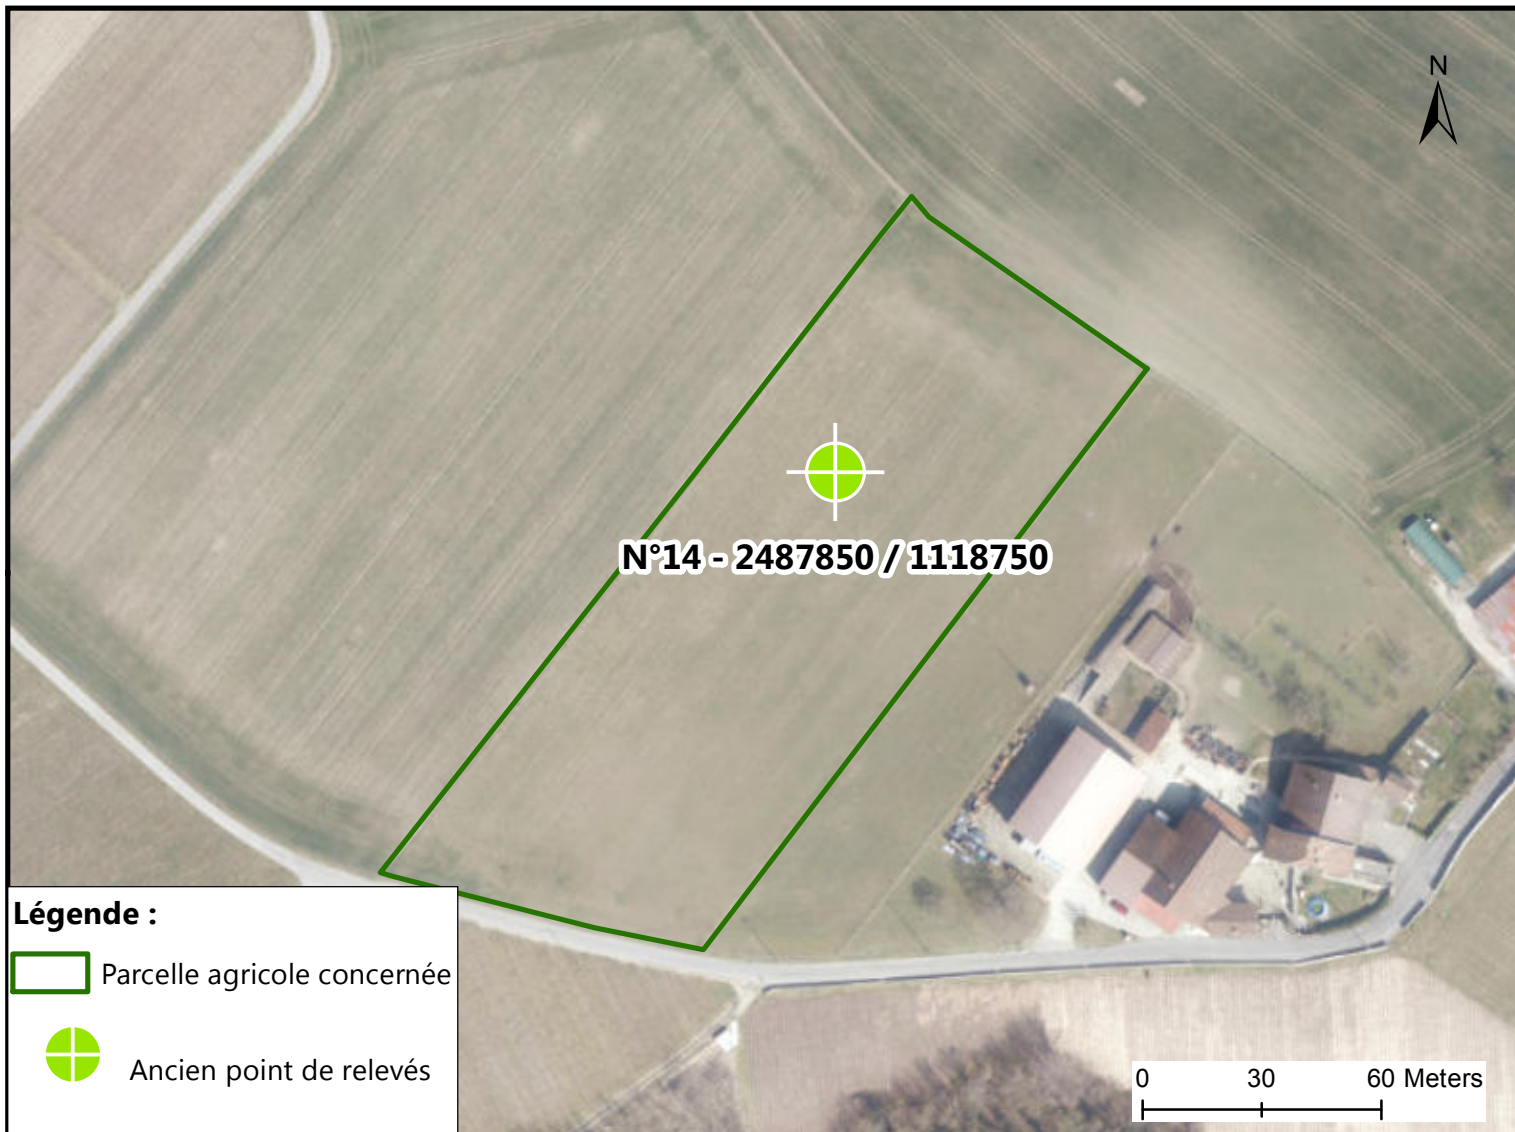 N
N°14 - 2487850 / 1118750
Légende :
Parcelle agricole concernée
Ancien point de relevés
0 30 60 Meters